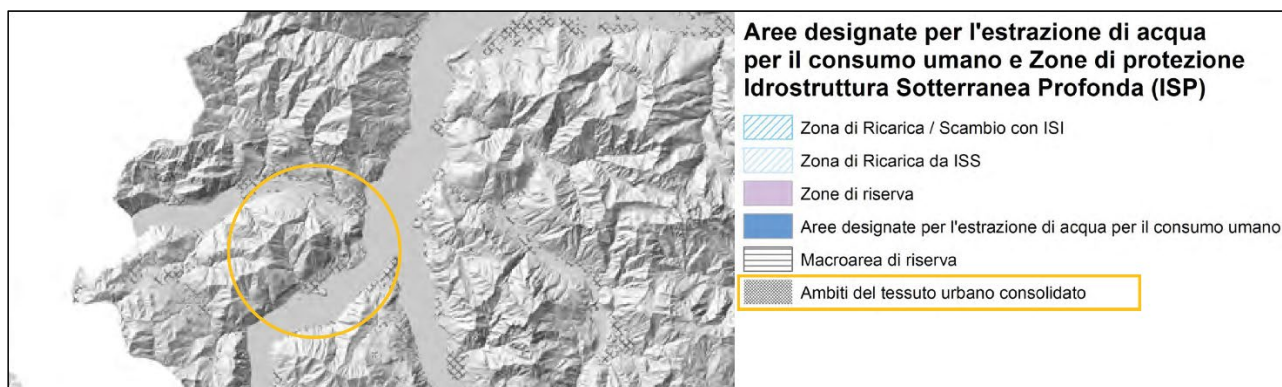 Aree designate per l'estrazione di acqua
per il consumo umano e Zone di protezione
Idrostruttura Sotterranea Profonda (ISP)
Zona di Ricarica / Scambio con ISI
Zona di Ricarica da ISS
Zone di riserva
Aree designate per l'estrazione di acqua per il consumo umano
Macroarea di riserva
Ambiti del tessuto urbano consolidato